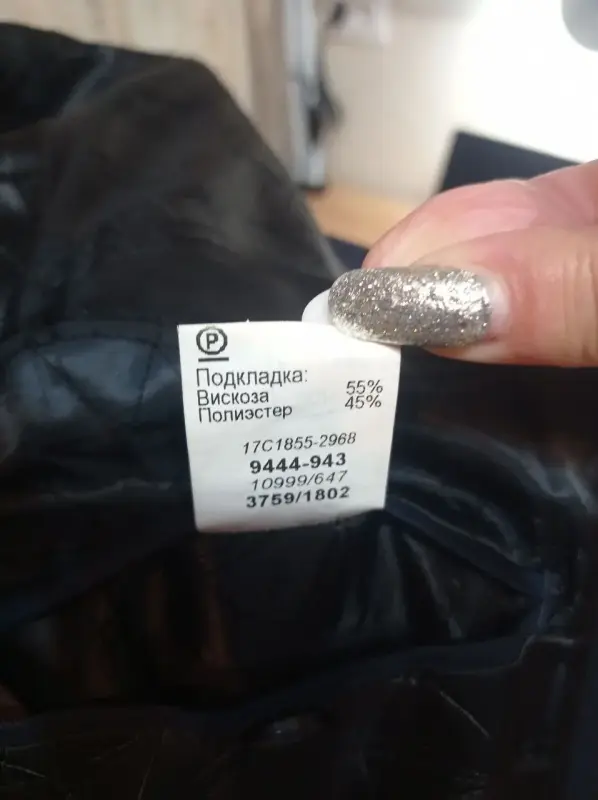 P
Подкладка:
Вискоза 55%
Полиэстер 45%
17C1855-2968
9444-943
10999/647
3759/1802